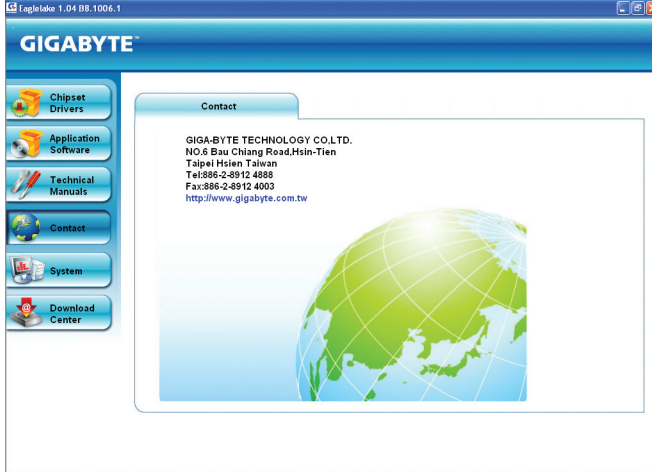 Eaglelake 1.04 B8.1006.1
GIGABYTE™
Chipset
Drivers
Application
Software
Technical
Manuals
Contact
System
Download
Center
Contact
GIGA-BYTE TECHNOLOGY CO,LTD.
NO.6 Bau Chiang Road,Hsin-Tien
Taipei Hsien Taiwan
Tel:886-2-8912 4888
Fax:886-2-8912 4003
http://www.gigabyte.com.tw